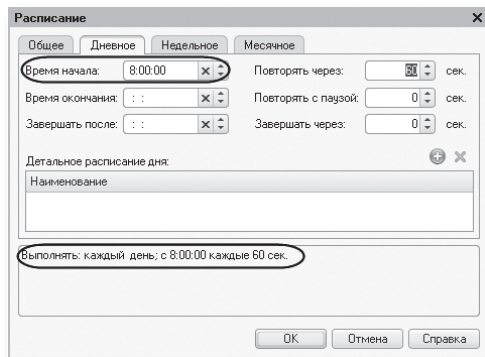 Расписание
Общее Дневное Недельное Месячное
Время начала: 8:00:00 Повторять через: 60 сек.
Время окончания: : : Повторять с паузой: 0 сек.
Завершать после: : : Завершать через: 0 сек.
Детальное расписание дня:
Наименование
Выполнять: каждый день; с 8:00:00 каждые 60 сек.
OK Отмена Справка